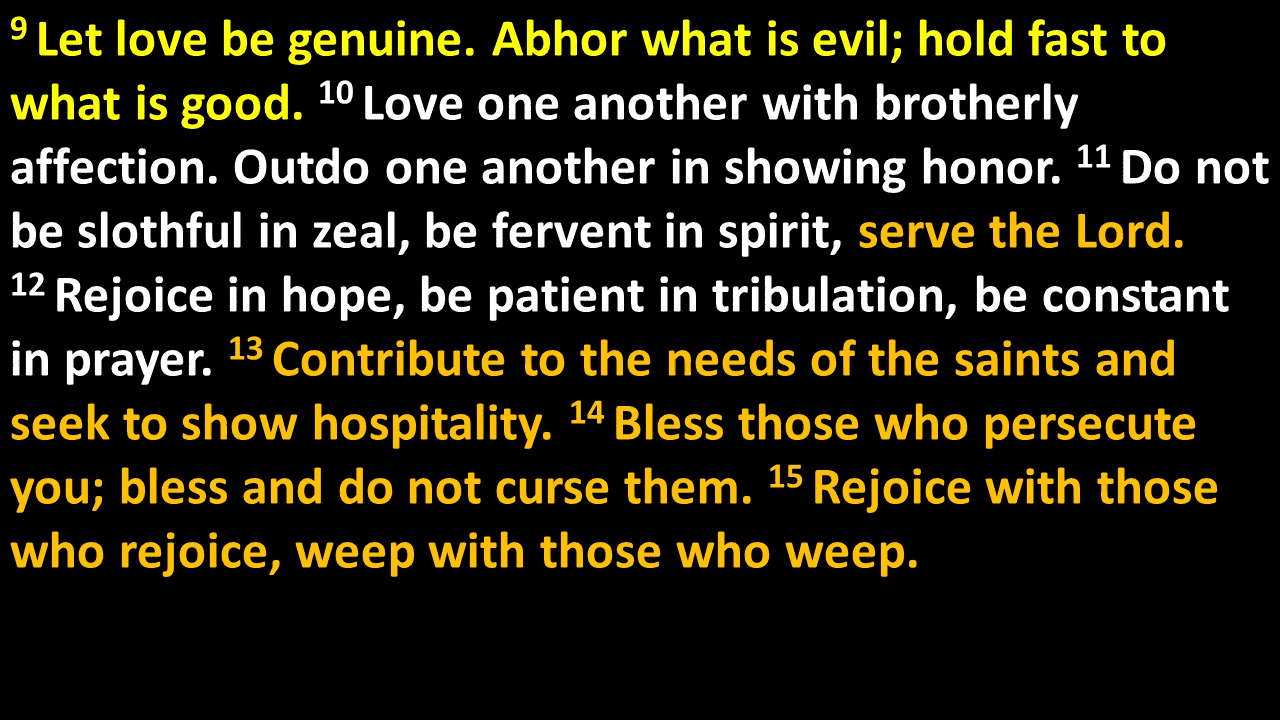 9 Let love be genuine. Abhor what is evil; hold fast to
what is good. 10 Love one another with brotherly
affection. Outdo one another in showing honor. 11 Do not
be slothful in zeal, be fervent in spirit, serve the Lord.
12 Rejoice in hope, be patient in tribulation, be constant
in prayer. 13 Contribute to the needs of the saints and
seek to show hospitality. 14 Bless those who persecute
you; bless and do not curse them. 15 Rejoice with those
who rejoice, weep with those who weep.